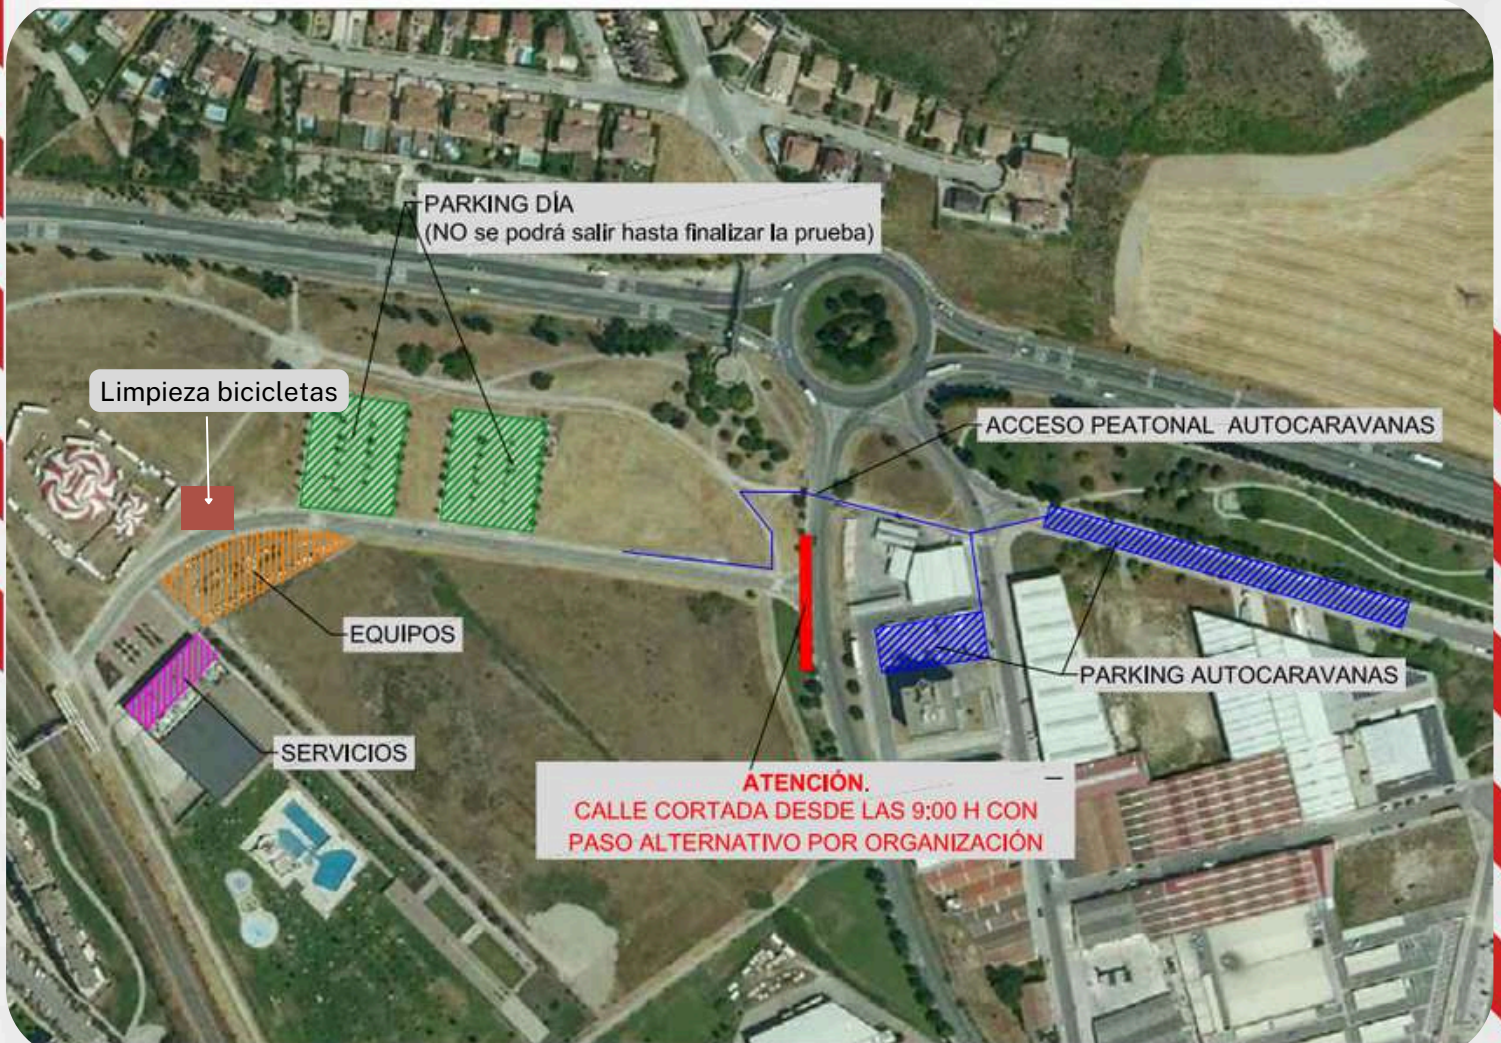 PARKING DÍA
(NO se podrá salir hasta finalizar la prueba)
Limpieza bicicletas
ACCESO PEATONAL AUTOCARAVANAS
EQUIPOS
PARKING AUTOCARAVANAS
SERVICIOS
ATENCIÓN.
CALLE CORTADA DESDE LAS 9:00 H CON
PASO ALTERNATIVO POR ORGANIZACIÓN